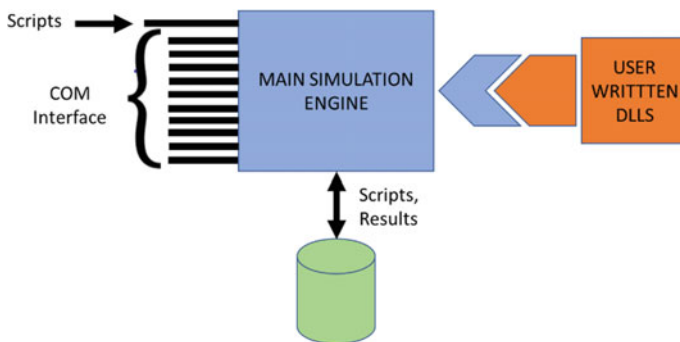 Scripts
COM
Interface
MAIN SIMULATION
ENGINE
USER
WRITTTEN
DLLS
Scripts,
Results